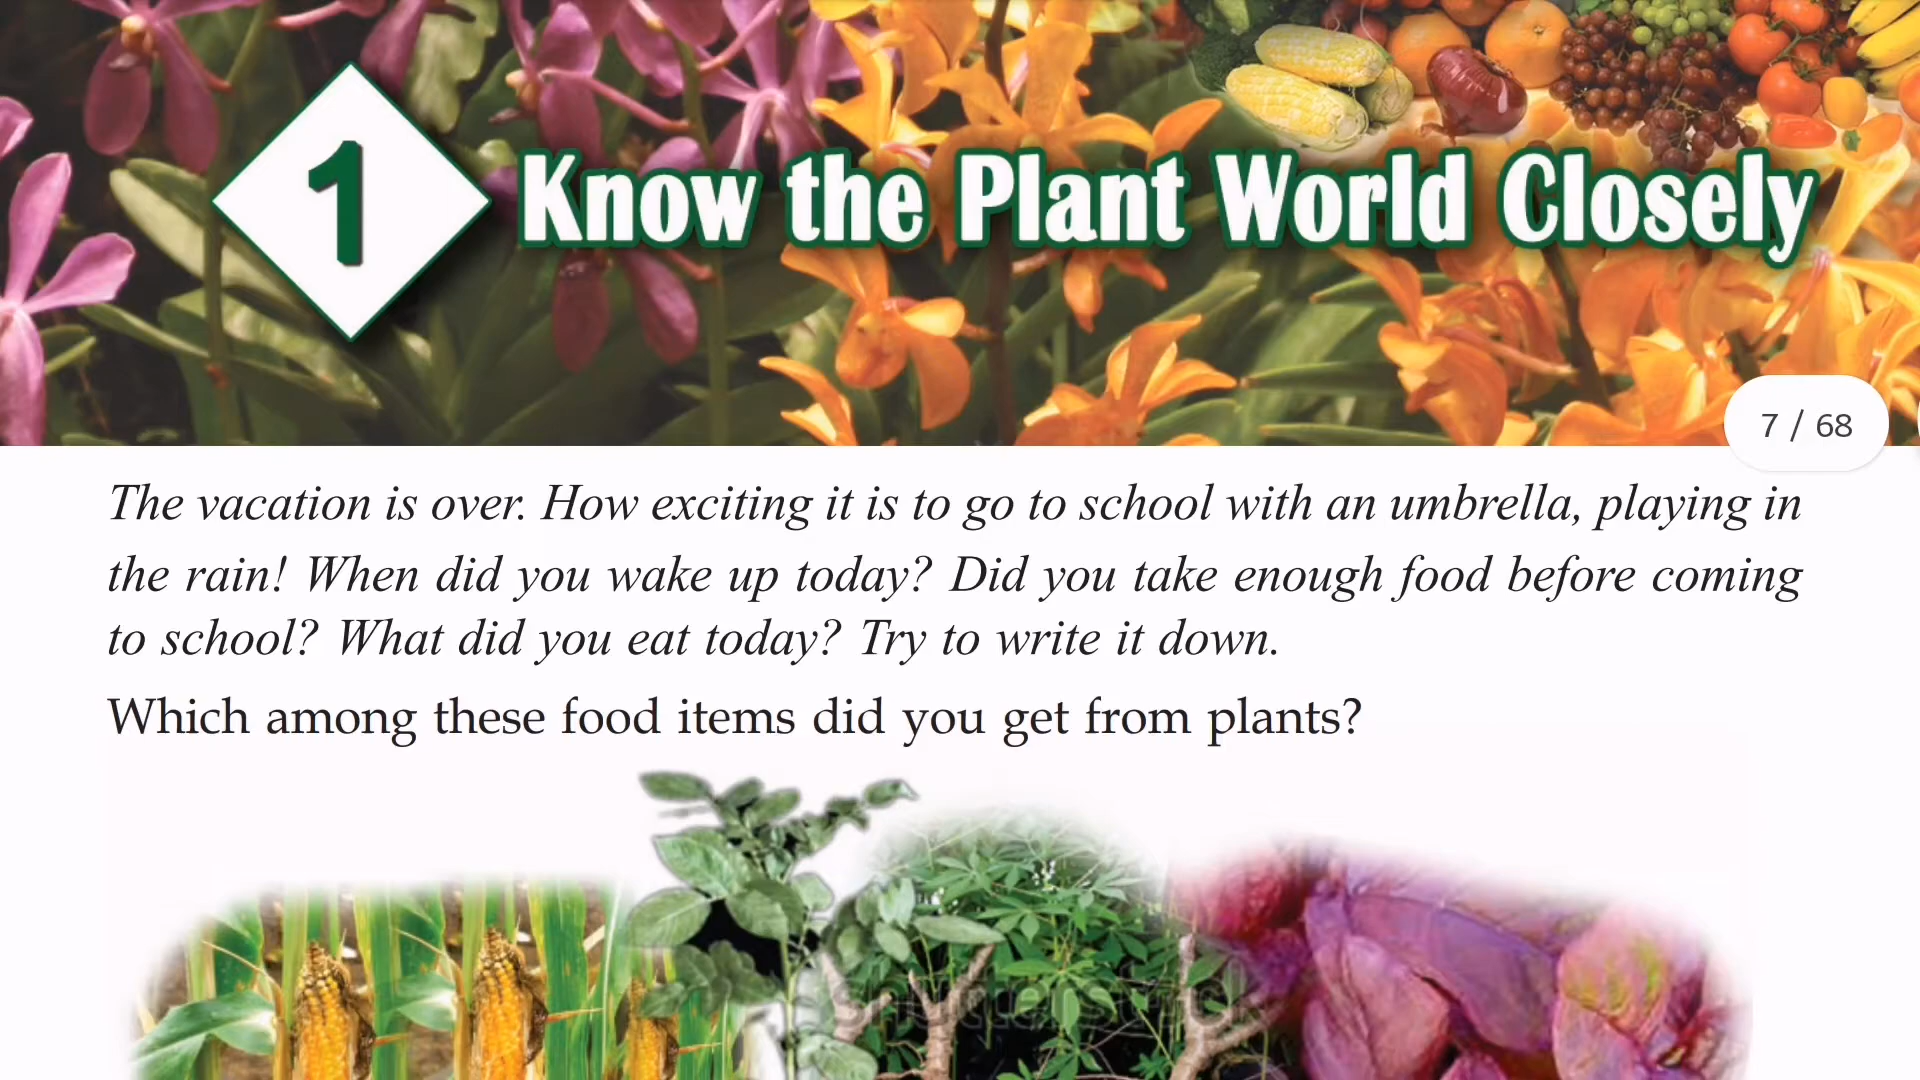 1
Know the Plant World Closely
7 / 68
The vacation is over. How exciting it is to go to school with an umbrella, playing in
the rain! When did you wake up today? Did you take enough food before coming
to school? What did you eat today? Try to write it down.
Which among these food items did you get from plants?
shutterstock